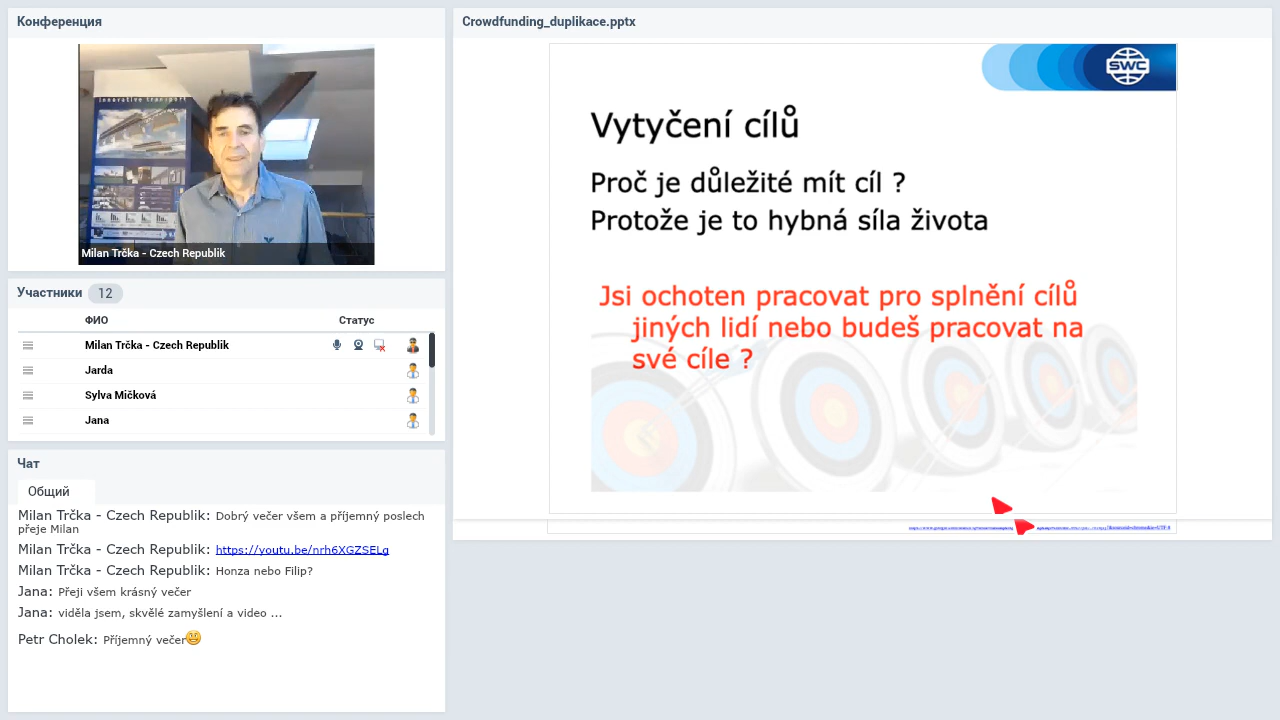 Конференция
innovative transport
Milan Trčka - Czech Republik
Участники 12
ФИО Статус
Milan Trčka - Czech Republik
Jarda
Sylva Mičková
Jana
Чат
Общий
Milan Trčka - Czech Republik: Dobrý večer všem a příjemný poslech
přeje Milan
Milan Trčka - Czech Republik: https://youtu.be/nrh6XGZSELg
Milan Trčka - Czech Republik: Honza nebo Filip?
Jana: Přeji všem krásný večer
Jana: viděla jsem, skvělé zamyšlení a video ...
Petr Cholek: Příjemný večer
Crowdfunding_duplikace.pptx
SWC
Vytyčení cílů
Proč je důležité mít cíl ?
Protože je to hybná síla života
Jsi ochoten pracovat pro splnění cílů
jiných lidí nebo budeš pracovat na
své cíle ?